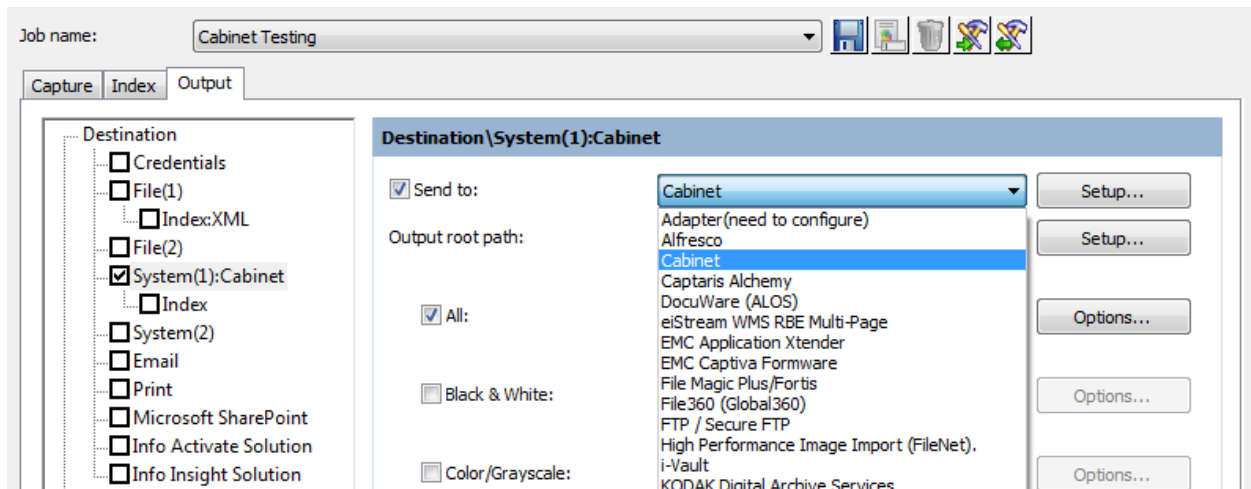 Job name: Cabinet Testing
Capture Index Output
Destination
Credentials
File(1)
Index:XML
File(2)
System(1):Cabinet
Index
System(2)
Email
Print
Microsoft SharePoint
Info Activate Solution
Info Insight Solution
Destination\System(1):Cabinet
Send to: Cabinet Setup...
Output root path: Setup...
All: Options...
Black & White: Options...
Color/Grayscale: Options...
Adapter(need to configure)
Alfresco
Cabinet
Captaris Alchemy
DocuWare (ALOS)
eiStream WMS RBE Multi-Page
EMC Application Xtender
EMC Captiva Formware
File Magic Plus/Fortis
File360 (Global360)
FTP / Secure FTP
High Performance Image Import (FileNet).
i-Vault
KODAK Digital Archive Services